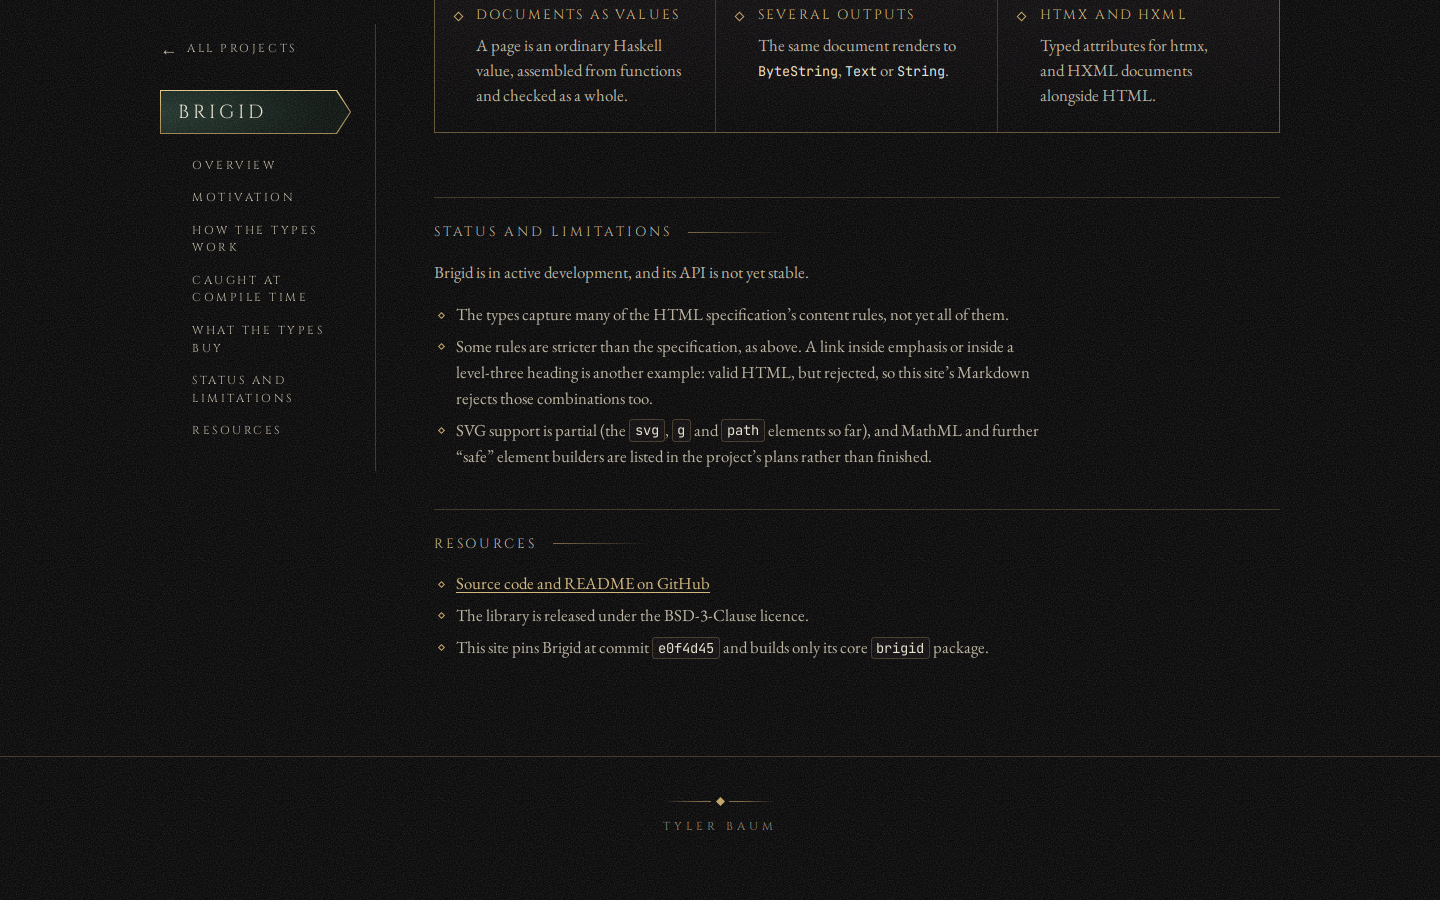 ← ALL PROJECTS
BRIGID
OVERVIEW
MOTIVATION
HOW THE TYPES
WORK
CAUGHT AT
COMPILE TIME
WHAT THE TYPES
BUY
STATUS AND
LIMITATIONS
RESOURCES
DOCUMENTS AS VALUES
A page is an ordinary Haskell
value, assembled from functions
and checked as a whole.
SEVERAL OUTPUTS
The same document renders to
ByteString, Text or String.
HTMX AND HXML
Typed attributes for htmx,
and HXML documents
alongside HTML.
STATUS AND LIMITATIONS
Brigid is in active development, and its API is not yet stable.
The types capture many of the HTML specification’s content rules, not yet all of them.
Some rules are stricter than the specification, as above. A link inside emphasis or inside a
level-three heading is another example: valid HTML, but rejected, so this site’s Markdown
rejects those combinations too.
SVG support is partial (the svg, g and path elements so far), and MathML and further
“safe” element builders are listed in the project’s plans rather than finished.
RESOURCES
Source code and README on GitHub
The library is released under the BSD-3-Clause licence.
This site pins Brigid at commit e0f4d45 and builds only its core brigid package.
TYLER BAUM